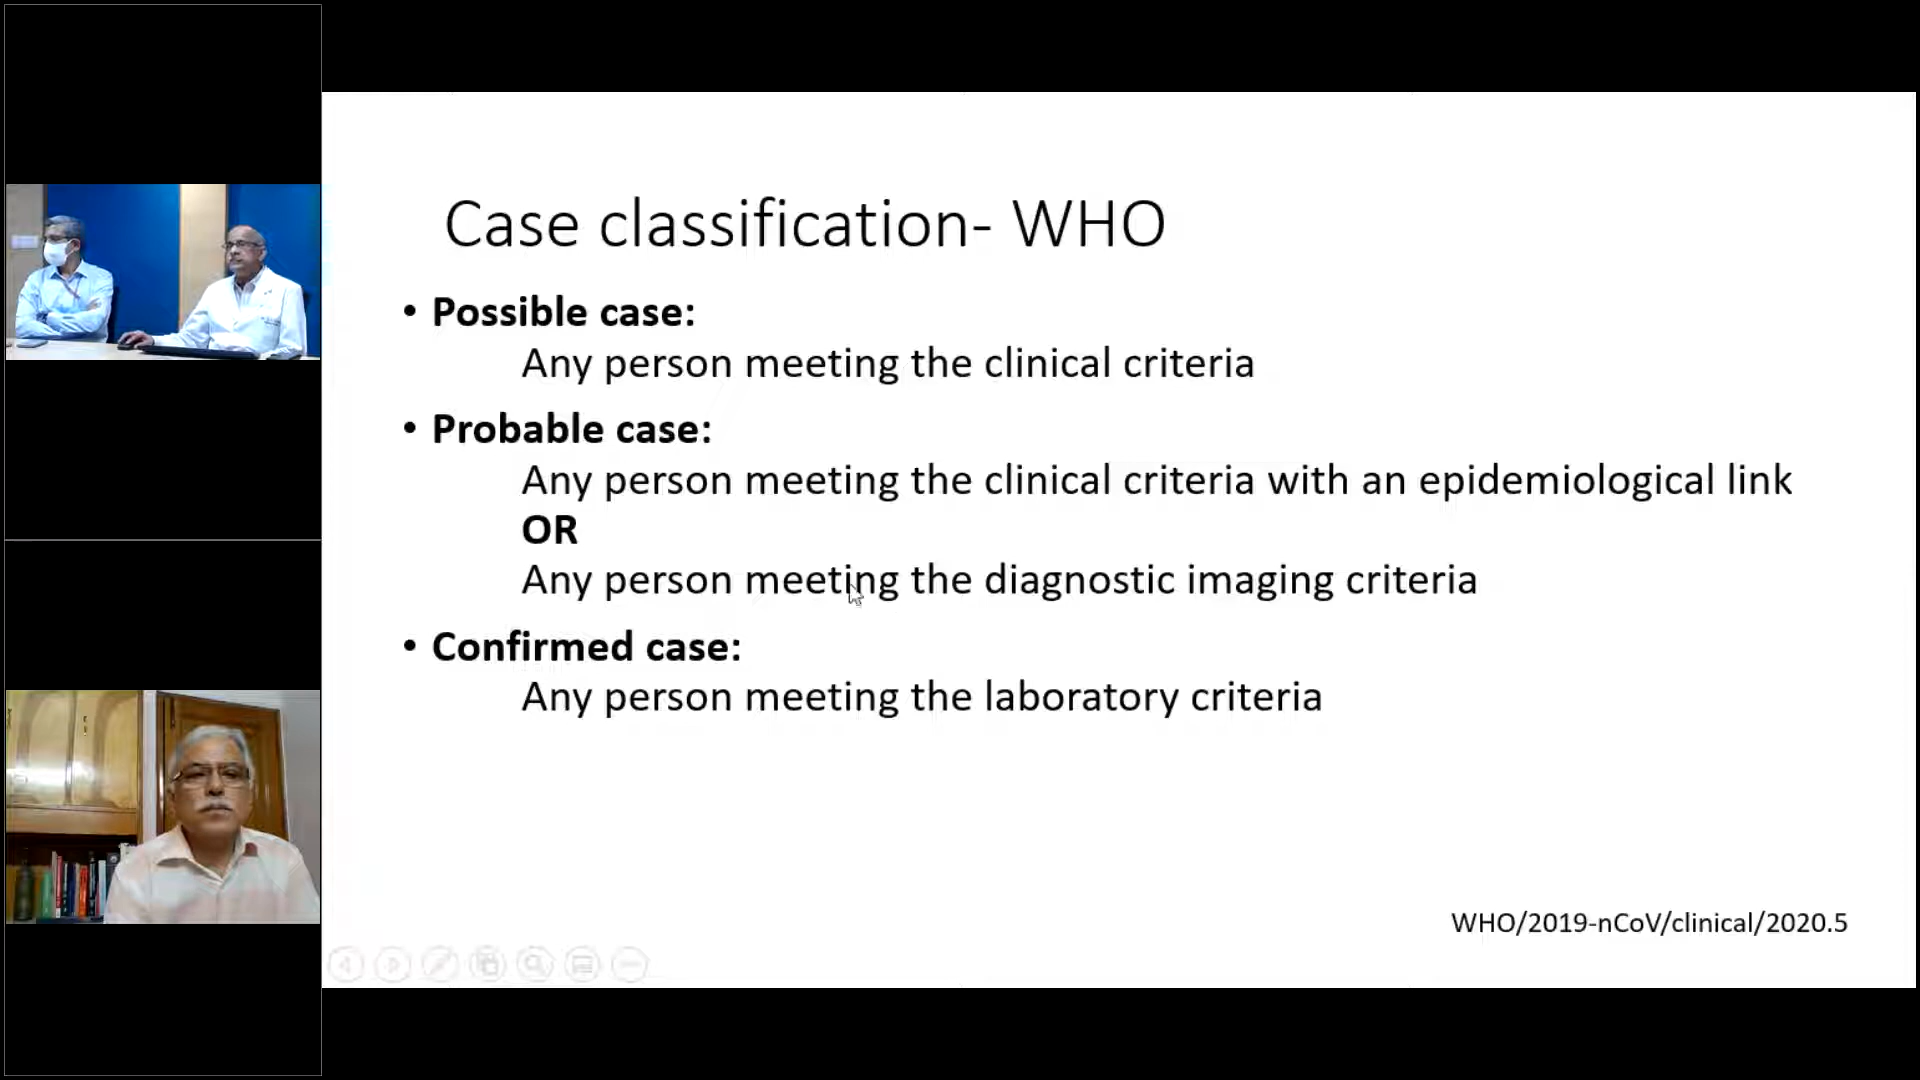 Case classification- WHO
• Possible case:
Any person meeting the clinical criteria
• Probable case:
Any person meeting the clinical criteria with an epidemiological link
OR
Any person meeting the diagnostic imaging criteria
• Confirmed case:
Any person meeting the laboratory criteria
WHO/2019-nCoV/clinical/2020.5